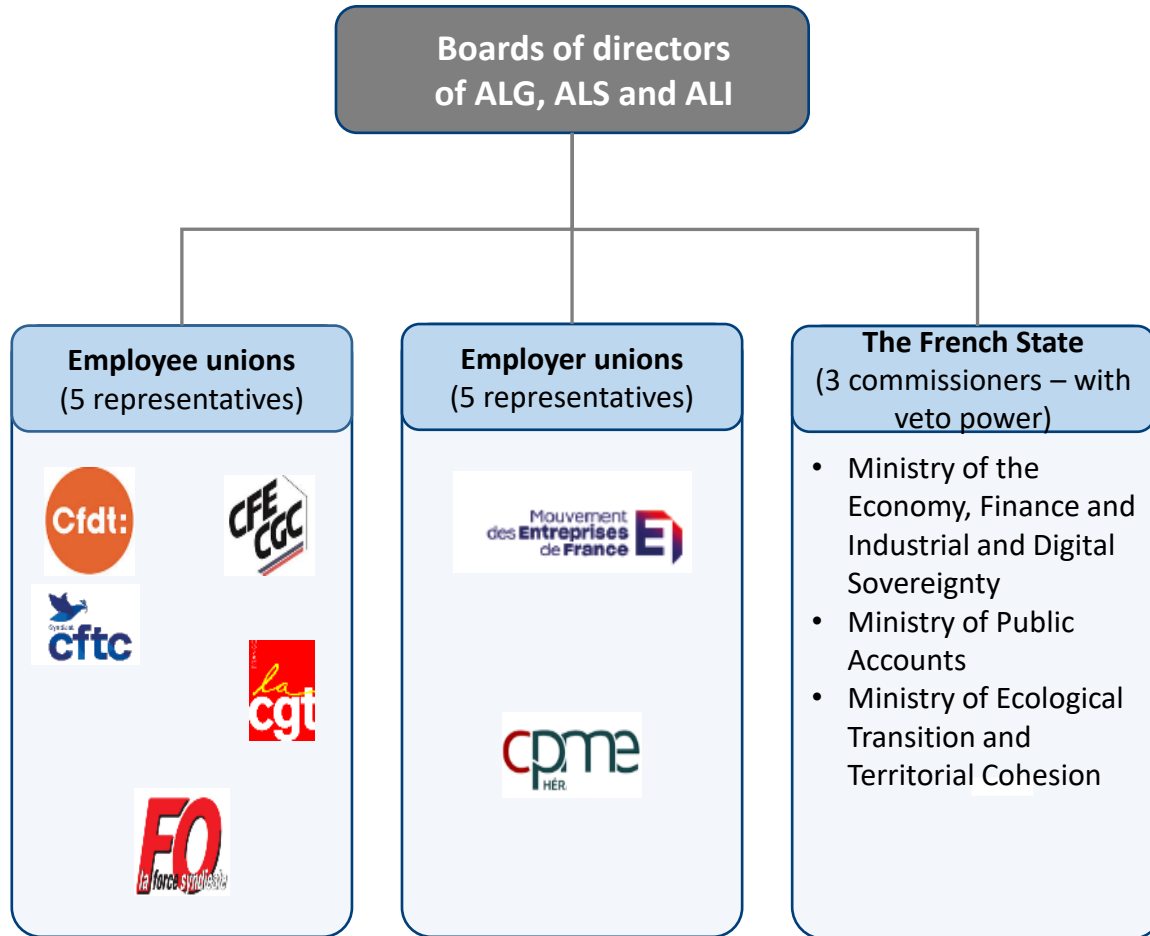 Boards of directors
of ALG, ALS and ALI
Employee unions
(5 representatives)
Cfdt:
CFE
CGC
cftc
la
cgt
FO
la force syndicale
Employer unions
(5 representatives)
Mouvement
des Entreprises
de France
cpme
HÉR
The French State
(3 commissioners – with
veto power)
• Ministry of the
Economy, Finance and
Industrial and Digital
Sovereignty
• Ministry of Public
Accounts
• Ministry of Ecological
Transition and
Territorial Cohesion